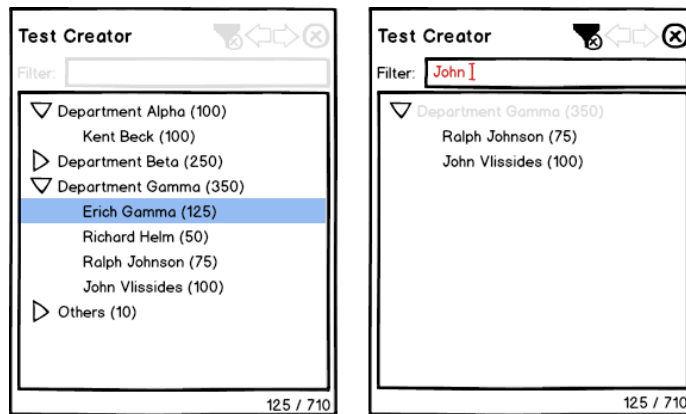 Test Creator
Filter:
Department Alpha (100)
Kent Beck (100)
Department Beta (250)
Department Gamma (350)
Erich Gamma (125)
Richard Helm (50)
Ralph Johnson (75)
John Vlissides (100)
Others (10)
125 / 710
Test Creator
Filter: John
Department Gamma (350)
Ralph Johnson (75)
John Vlissides (100)
125 / 710